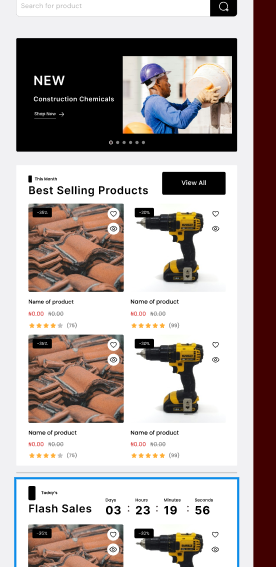 Search for product
NEW
Construction Chemicals
Shop Now →
This Month
Best Selling Products
View All
-35%
-30%
Name of product
Name of product
₦0.00 ₦0.00
₦0.00 ₦0.00
(75)
(99)
-35%
-30%
Name of product
Name of product
₦0.00 ₦0.00
₦0.00 ₦0.00
(75)
(99)
Today's
Flash Sales
Days Hours Minutes Seconds
03 : 23 : 19 : 56
-35%
-30%